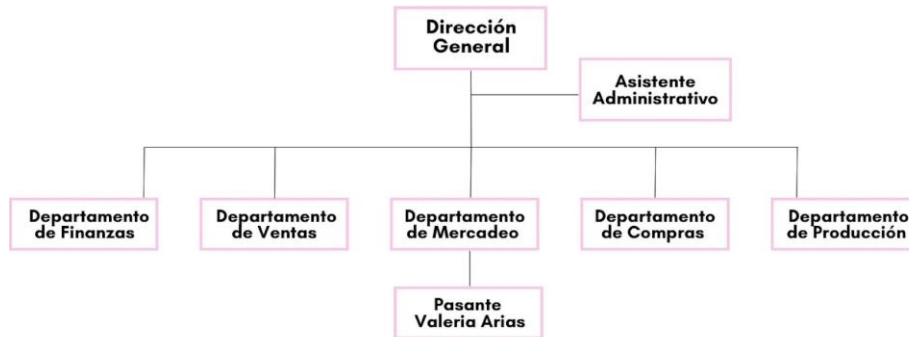 Dirección
General
Asistente
Administrativo
Departamento
de Finanzas
Departamento
de Ventas
Departamento
de Mercadeo
Departamento
de Compras
Departamento
de Producción
Pasante
Valeria Arias